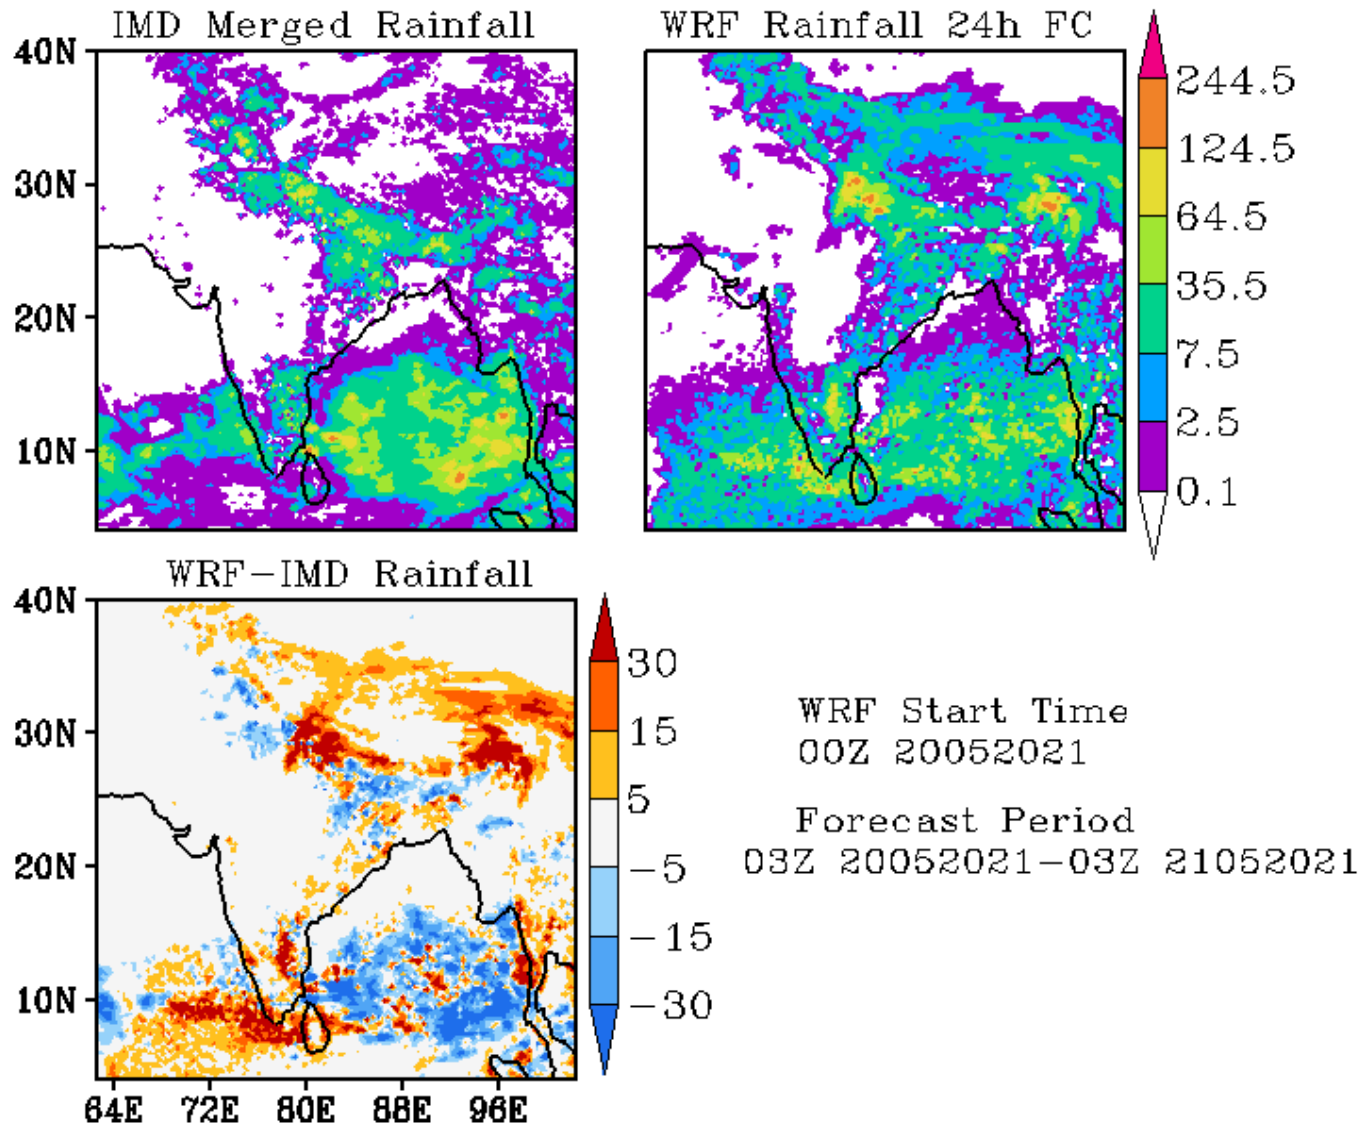 IMD Merged Rainfall
WRF Rainfall 24h FC
40N
30N
20N
10N
244.5
124.5
64.5
35.5
7.5
2.5
0.1
WRF-IMD Rainfall
40N
30N
20N
10N
64E 72E 80E 88E 96E
30
15
5
-5
-15
-30
WRF Start Time
00Z 20052021
Forecast Period
03Z 20052021-03Z 21052021